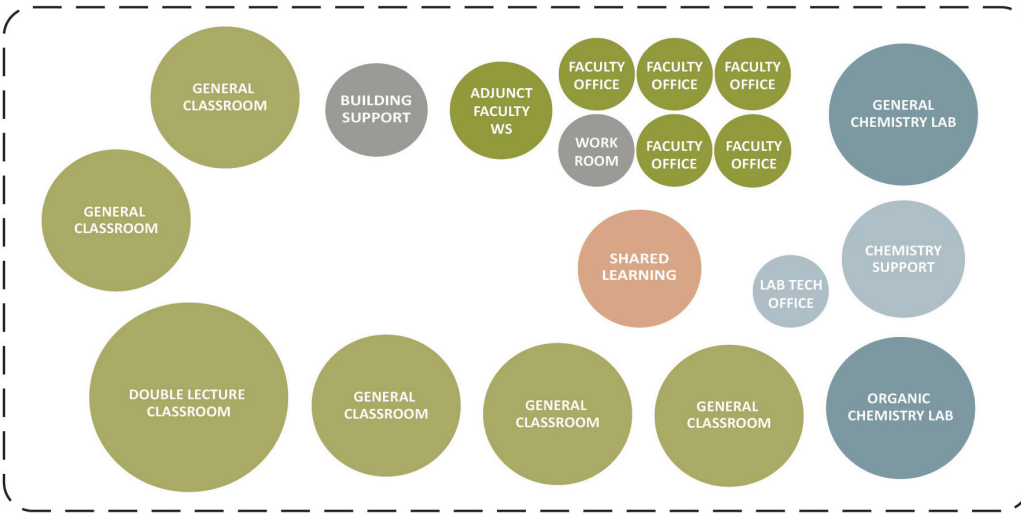 GENERAL
CLASSROOM
BUILDING
SUPPORT
ADJUNCT
FACULTY
WS
FACULTY
OFFICE
FACULTY
OFFICE
FACULTY
OFFICE
WORK
ROOM
FACULTY
OFFICE
FACULTY
OFFICE
GENERAL
CHEMISTRY LAB
GENERAL
CLASSROOM
SHARED
LEARNING
LAB TECH
OFFICE
CHEMISTRY
SUPPORT
DOUBLE LECTURE
CLASSROOM
GENERAL
CLASSROOM
GENERAL
CLASSROOM
GENERAL
CLASSROOM
ORGANIC
CHEMISTRY LAB